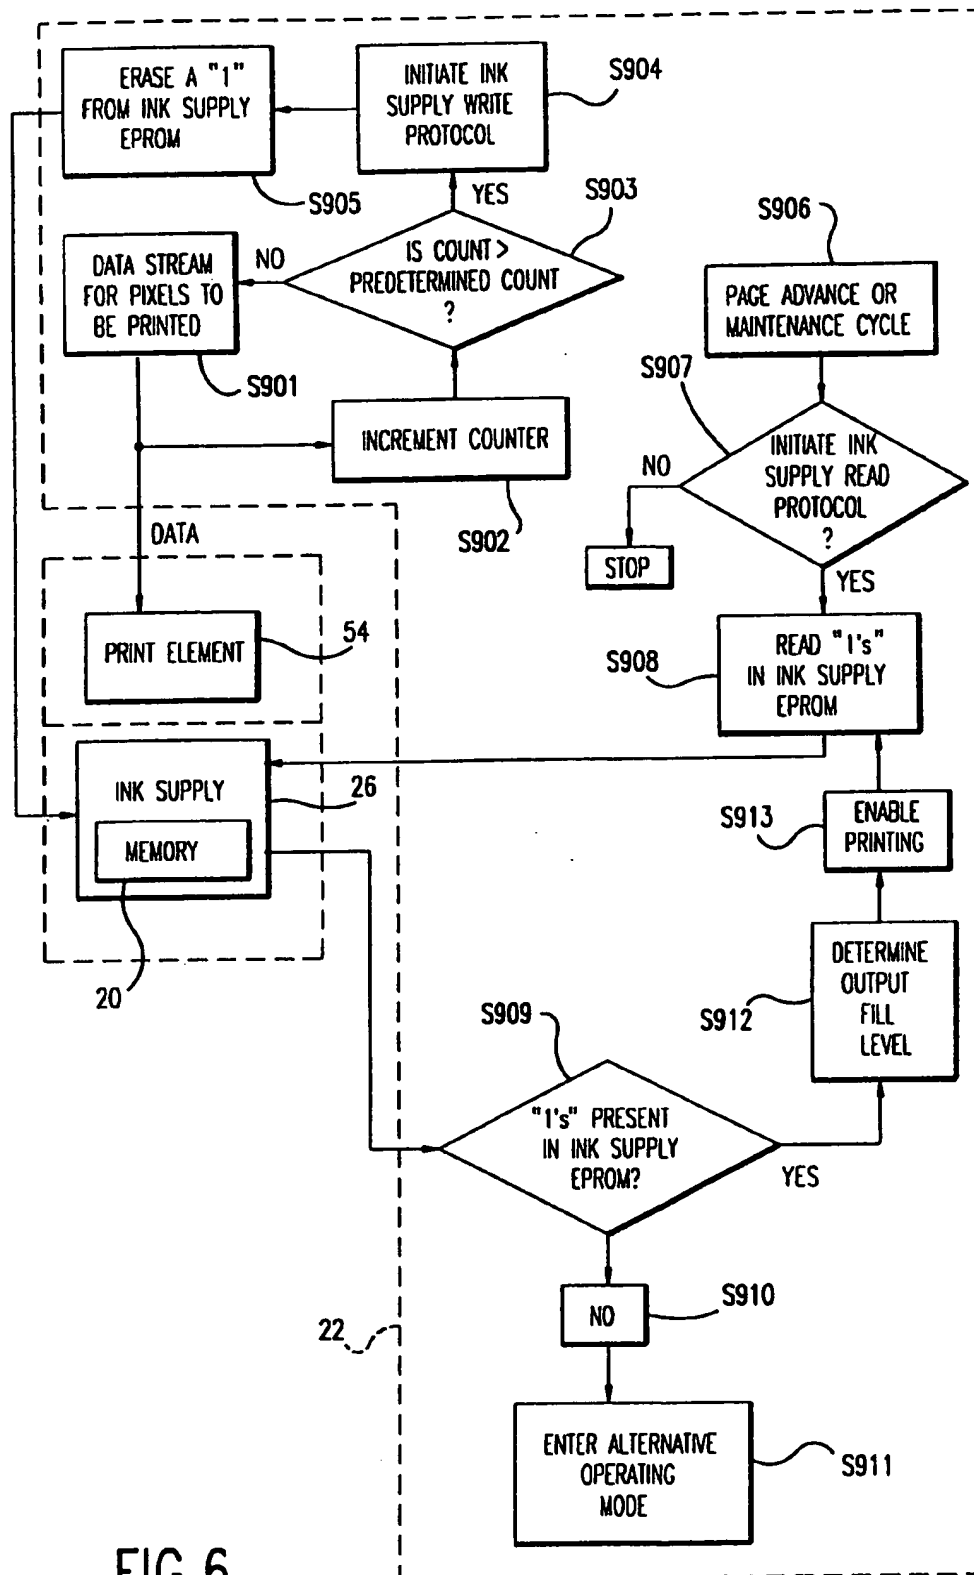 ERASE A "1"
FROM INK SUPPLY
EPROM
S905
INITIATE INK
SUPPLY WRITE
PROTOCOL
S904
YES
S903
IS COUNT >
PREDETERMINED COUNT
?
NO
DATA STREAM
FOR PIXELS TO
BE PRINTED
S901
INCREMENT COUNTER
S902
S906
PAGE ADVANCE OR
MAINTENANCE CYCLE
S907
INITIATE INK
SUPPLY READ
PROTOCOL
?
NO
STOP
YES
DATA
PRINT ELEMENT
54
S908
READ "1's"
IN INK SUPPLY
EPROM
INK SUPPLY
26
MEMORY
20
S913
ENABLE
PRINTING
S912
DETERMINE
OUTPUT
FILL
LEVEL
S909
"1's" PRESENT
IN INK SUPPLY
EPROM?
YES
NO
S910
22
ENTER ALTERNATIVE
OPERATING
MODE
S911
FIG.6